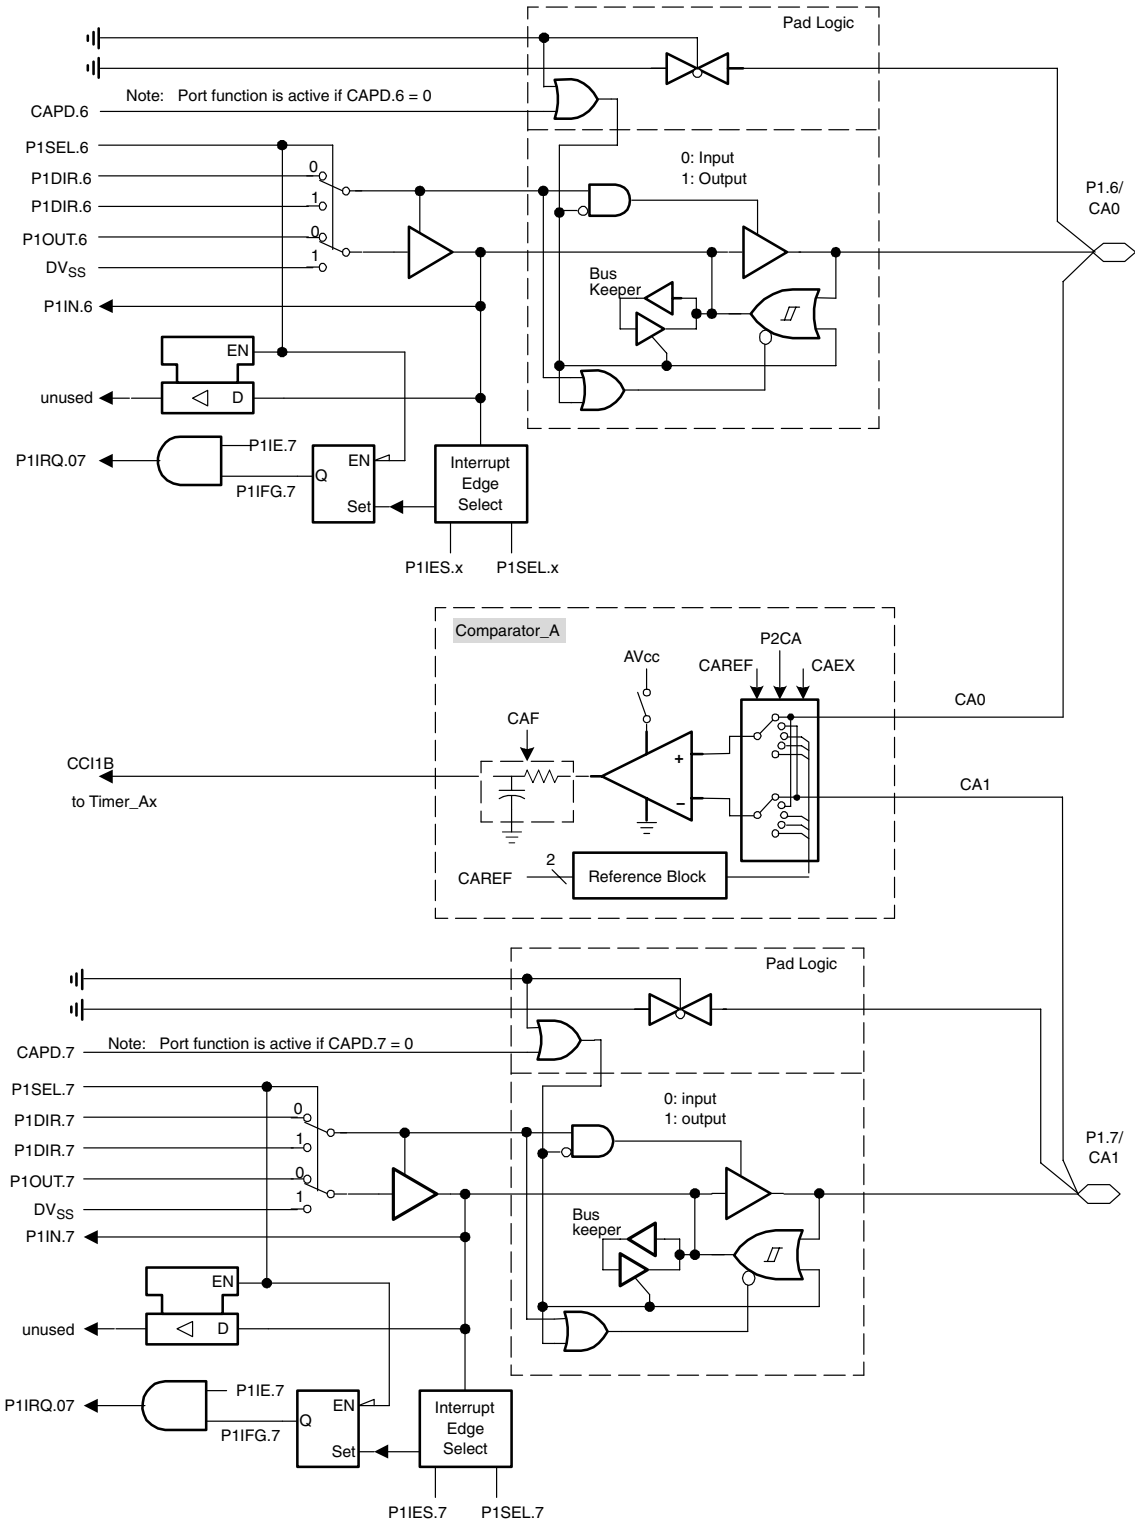 Pad Logic
Note: Port function is active if CAPD.6 = 0
CAPD.6
P1SEL.6
0: Input
1: Output
P1DIR.6
0
P1DIR.6
1
P1.6/
CA0
P1OUT.6
0
DVSS
1
Bus
Keeper
P1IN.6
EN
unused
D
P1IE.7
P1IRQ.07
P1IFG.7
EN
Q
Set
Interrupt
Edge
Select
P1IES.x
P1SEL.x
Comparator_A
P2CA
AVcc
CAREF
CAEX
CA0
CAF
+
CCI1B
to Timer_Ax
CA1
−
2
CAREF
Reference Block
Pad Logic
Note: Port function is active if CAPD.7 = 0
CAPD.7
P1SEL.7
0: input
1: output
P1DIR.7
0
P1DIR.7
1
P1.7/
CA1
P1OUT.7
0
DVSS
1
Bus
keeper
P1IN.7
EN
unused
D
P1IE.7
P1IRQ.07
P1IFG.7
EN
Q
Set
Interrupt
Edge
Select
P1IES.7
P1SEL.7